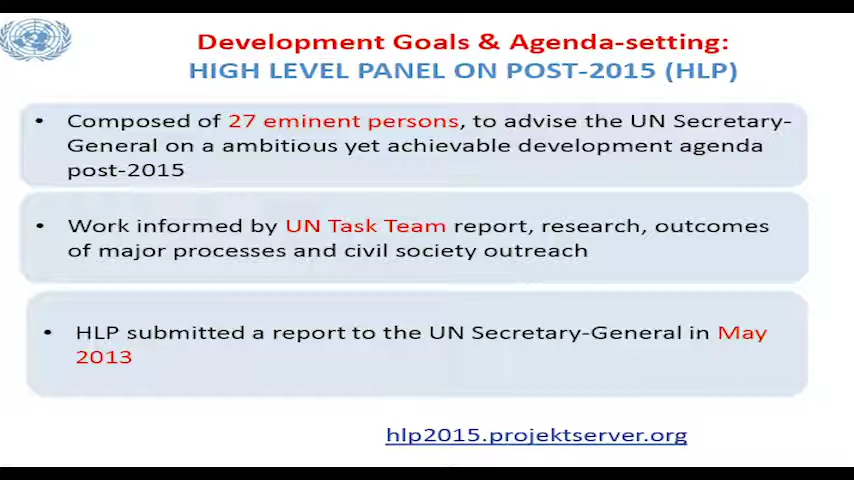 Development Goals & Agenda-setting:
HIGH LEVEL PANEL ON POST-2015 (HLP)
• Composed of 27 eminent persons, to advise the UN Secretary-
General on a ambitious yet achievable development agenda
post-2015
• Work informed by UN Task Team report, research, outcomes
of major processes and civil society outreach
• HLP submitted a report to the UN Secretary-General in May
2013
hlp2015.projektserver.org